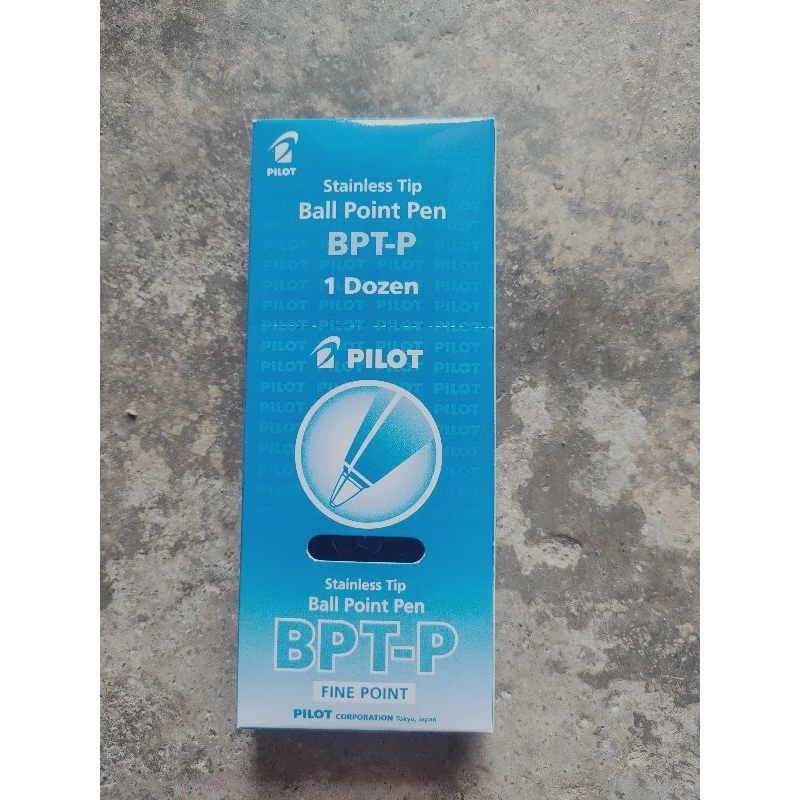 PILOT
Stainless Tip
Ball Point Pen
BPT-P
1 Dozen
PILOT
Stainless Tip
Ball Point Pen
BPT-P
FINE POINT
PILOT CORPORATION Tokyo, Japan